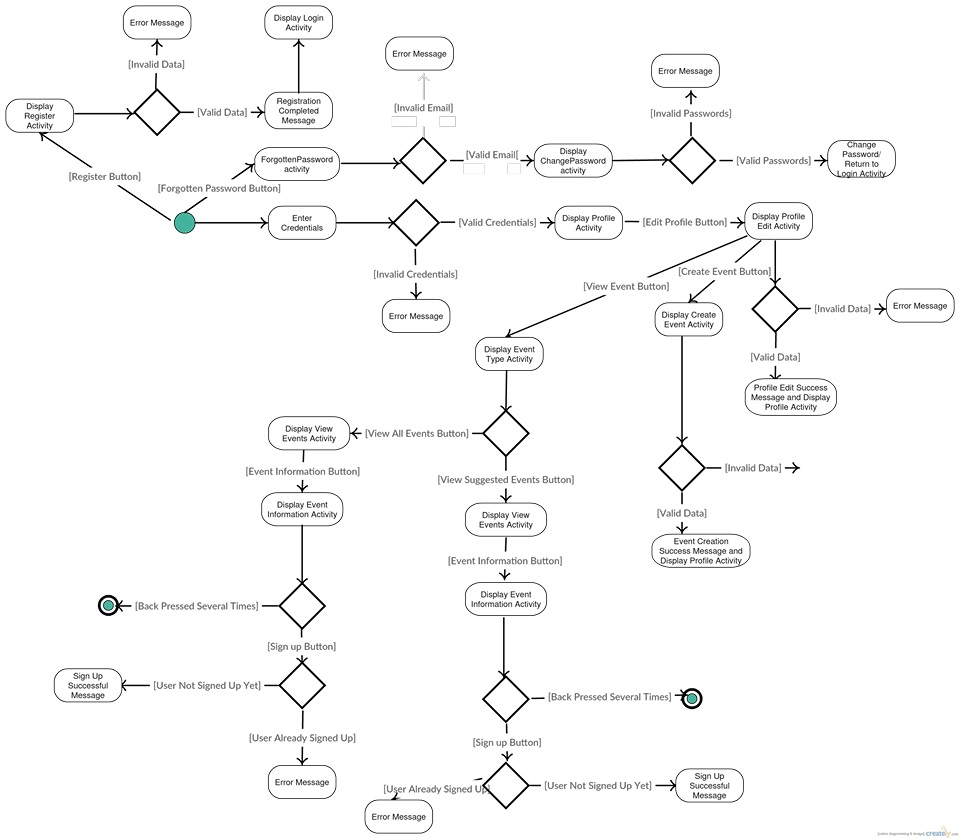 Error Message
Display Login
Activity
Error Message
[Invalid Data]
Error Message
Display
Register
Activity
[Valid Data]
Registration
Completed
Message
[Invalid Email]
[Invalid Passwords]
ForgottenPassword
activity
[Valid Email[
Display
ChangePassword
activity
[Valid Passwords]
Change
Password/
Return to
Login Activity
[Register Button]
[Forgotten Password Button]
Enter
Credentials
[Valid Credentials]
Display Profile
Activity
[Edit Profile Button]
Display Profile
Edit Activity
[Invalid Credentials]
Error Message
[View Event Button]
[Create Event Button]
Display Create
Event Activity
[Invalid Data]
Error Message
[Valid Data]
Profile Edit Success
Message and Display
Profile Activity
Display Event
Type Activity
Display View
Events Activity
[View All Events Button]
[View Suggested Events Button]
[Event Information Button]
Display Event
Information Activity
Display View
Events Activity
[Event Information Button]
Display Event
Information Activity
[Invalid Data]
[Valid Data]
Event Creation
Success Message and
Display Profile Activity
[Back Pressed Several Times]
[Sign up Button]
Sign Up
Successful
Message
[User Not Signed Up Yet]
[User Already Signed Up]
Error Message
[Back Pressed Several Times]
[Sign up Button]
[User Already Signed Up]
Error Message
[User Not Signed Up Yet]
Sign Up
Successful
Message
creately